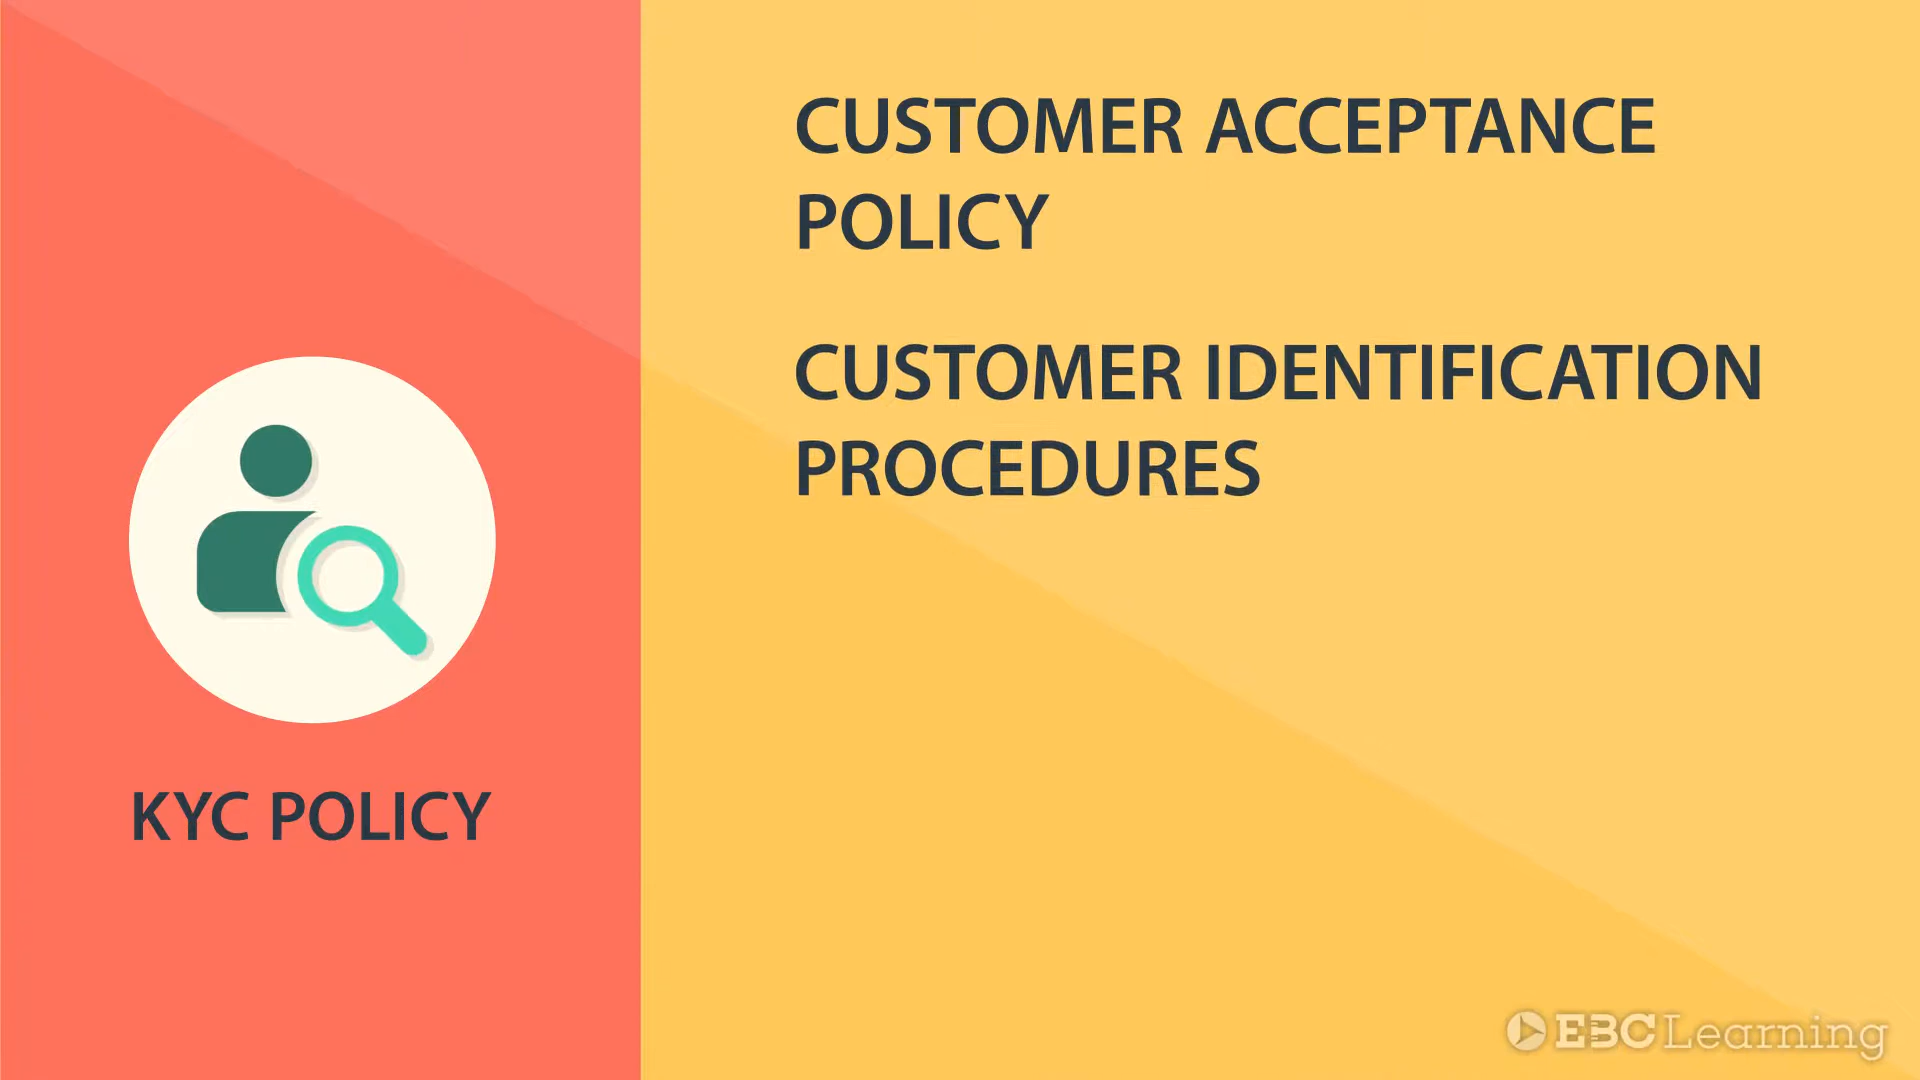 CUSTOMER ACCEPTANCE
POLICY
CUSTOMER IDENTIFICATION
PROCEDURES
KYC POLICY
EBC Learning